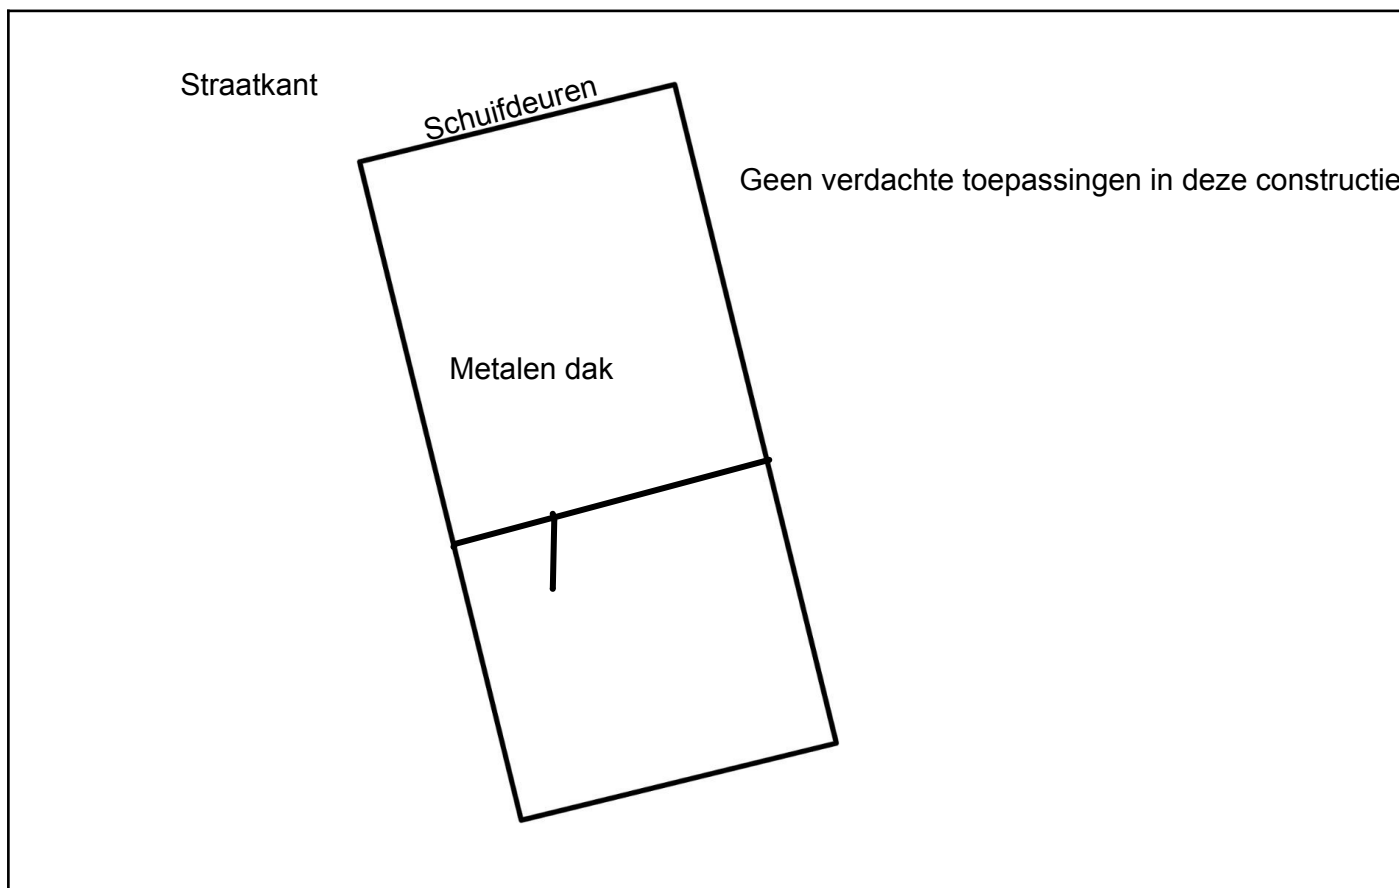 Straatkant
Schuifdeuren
Geen verdachte toepassingen in deze constructie
Metalen dak